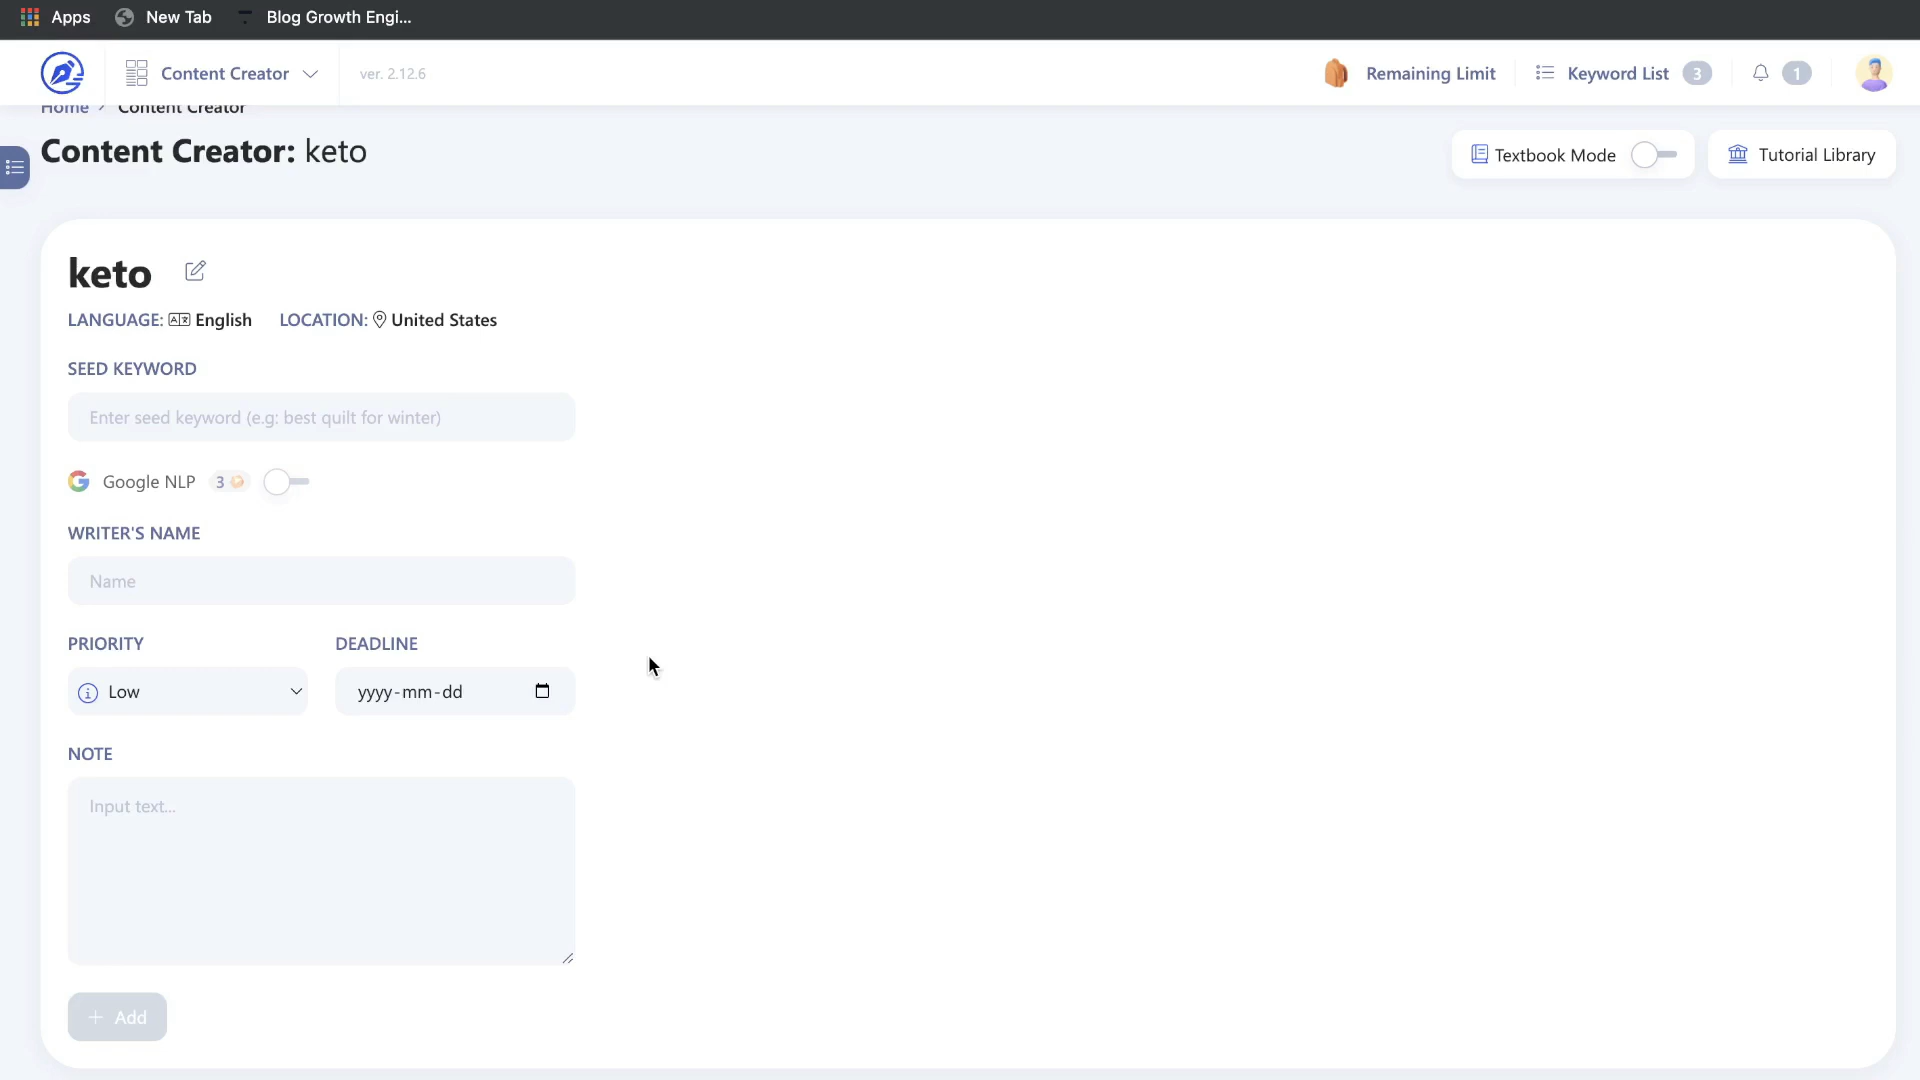 Apps New Tab Blog Growth Engi...
Content Creator ver. 2.12.6 Remaining Limit Keyword List 3 1
Home > Content Creator
Content Creator: keto Textbook Mode Tutorial Library
keto
LANGUAGE: English LOCATION: United States
SEED KEYWORD
Enter seed keyword (e.g: best quilt for winter)
Google NLP 3
WRITER'S NAME
Name
PRIORITY DEADLINE
Low yyyy-mm-dd
NOTE
Input text...
+ Add